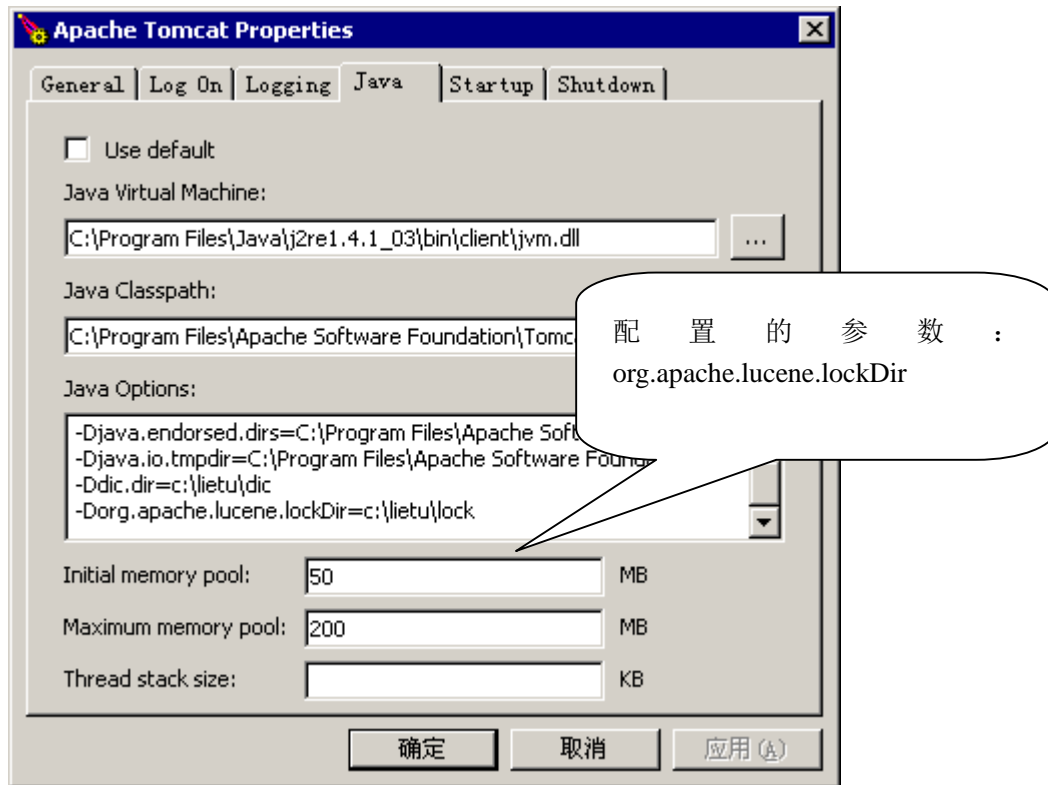 Apache Tomcat Properties
General Log On Logging Java Startup Shutdown
Use default
Java Virtual Machine:
C:\Program Files\Java\j2re1.4.1_03\bin\client\jvm.dll ...
Java Classpath:
C:\Program Files\Apache Software Foundation\Tomca
配置的参数：
org.apache.lucene.lockDir
Java Options:
-Djava.endorsed.dirs=C:\Program Files\Apache Soft
-Djava.io.tmpdir=C:\Program Files\Apache Software Founda
-Ddic.dir=c:\lietu\dic
-Dorg.apache.lucene.lockDir=c:\lietu\lock
Initial memory pool: 50 MB
Maximum memory pool: 200 MB
Thread stack size: KB
确定 取消 应用(A)